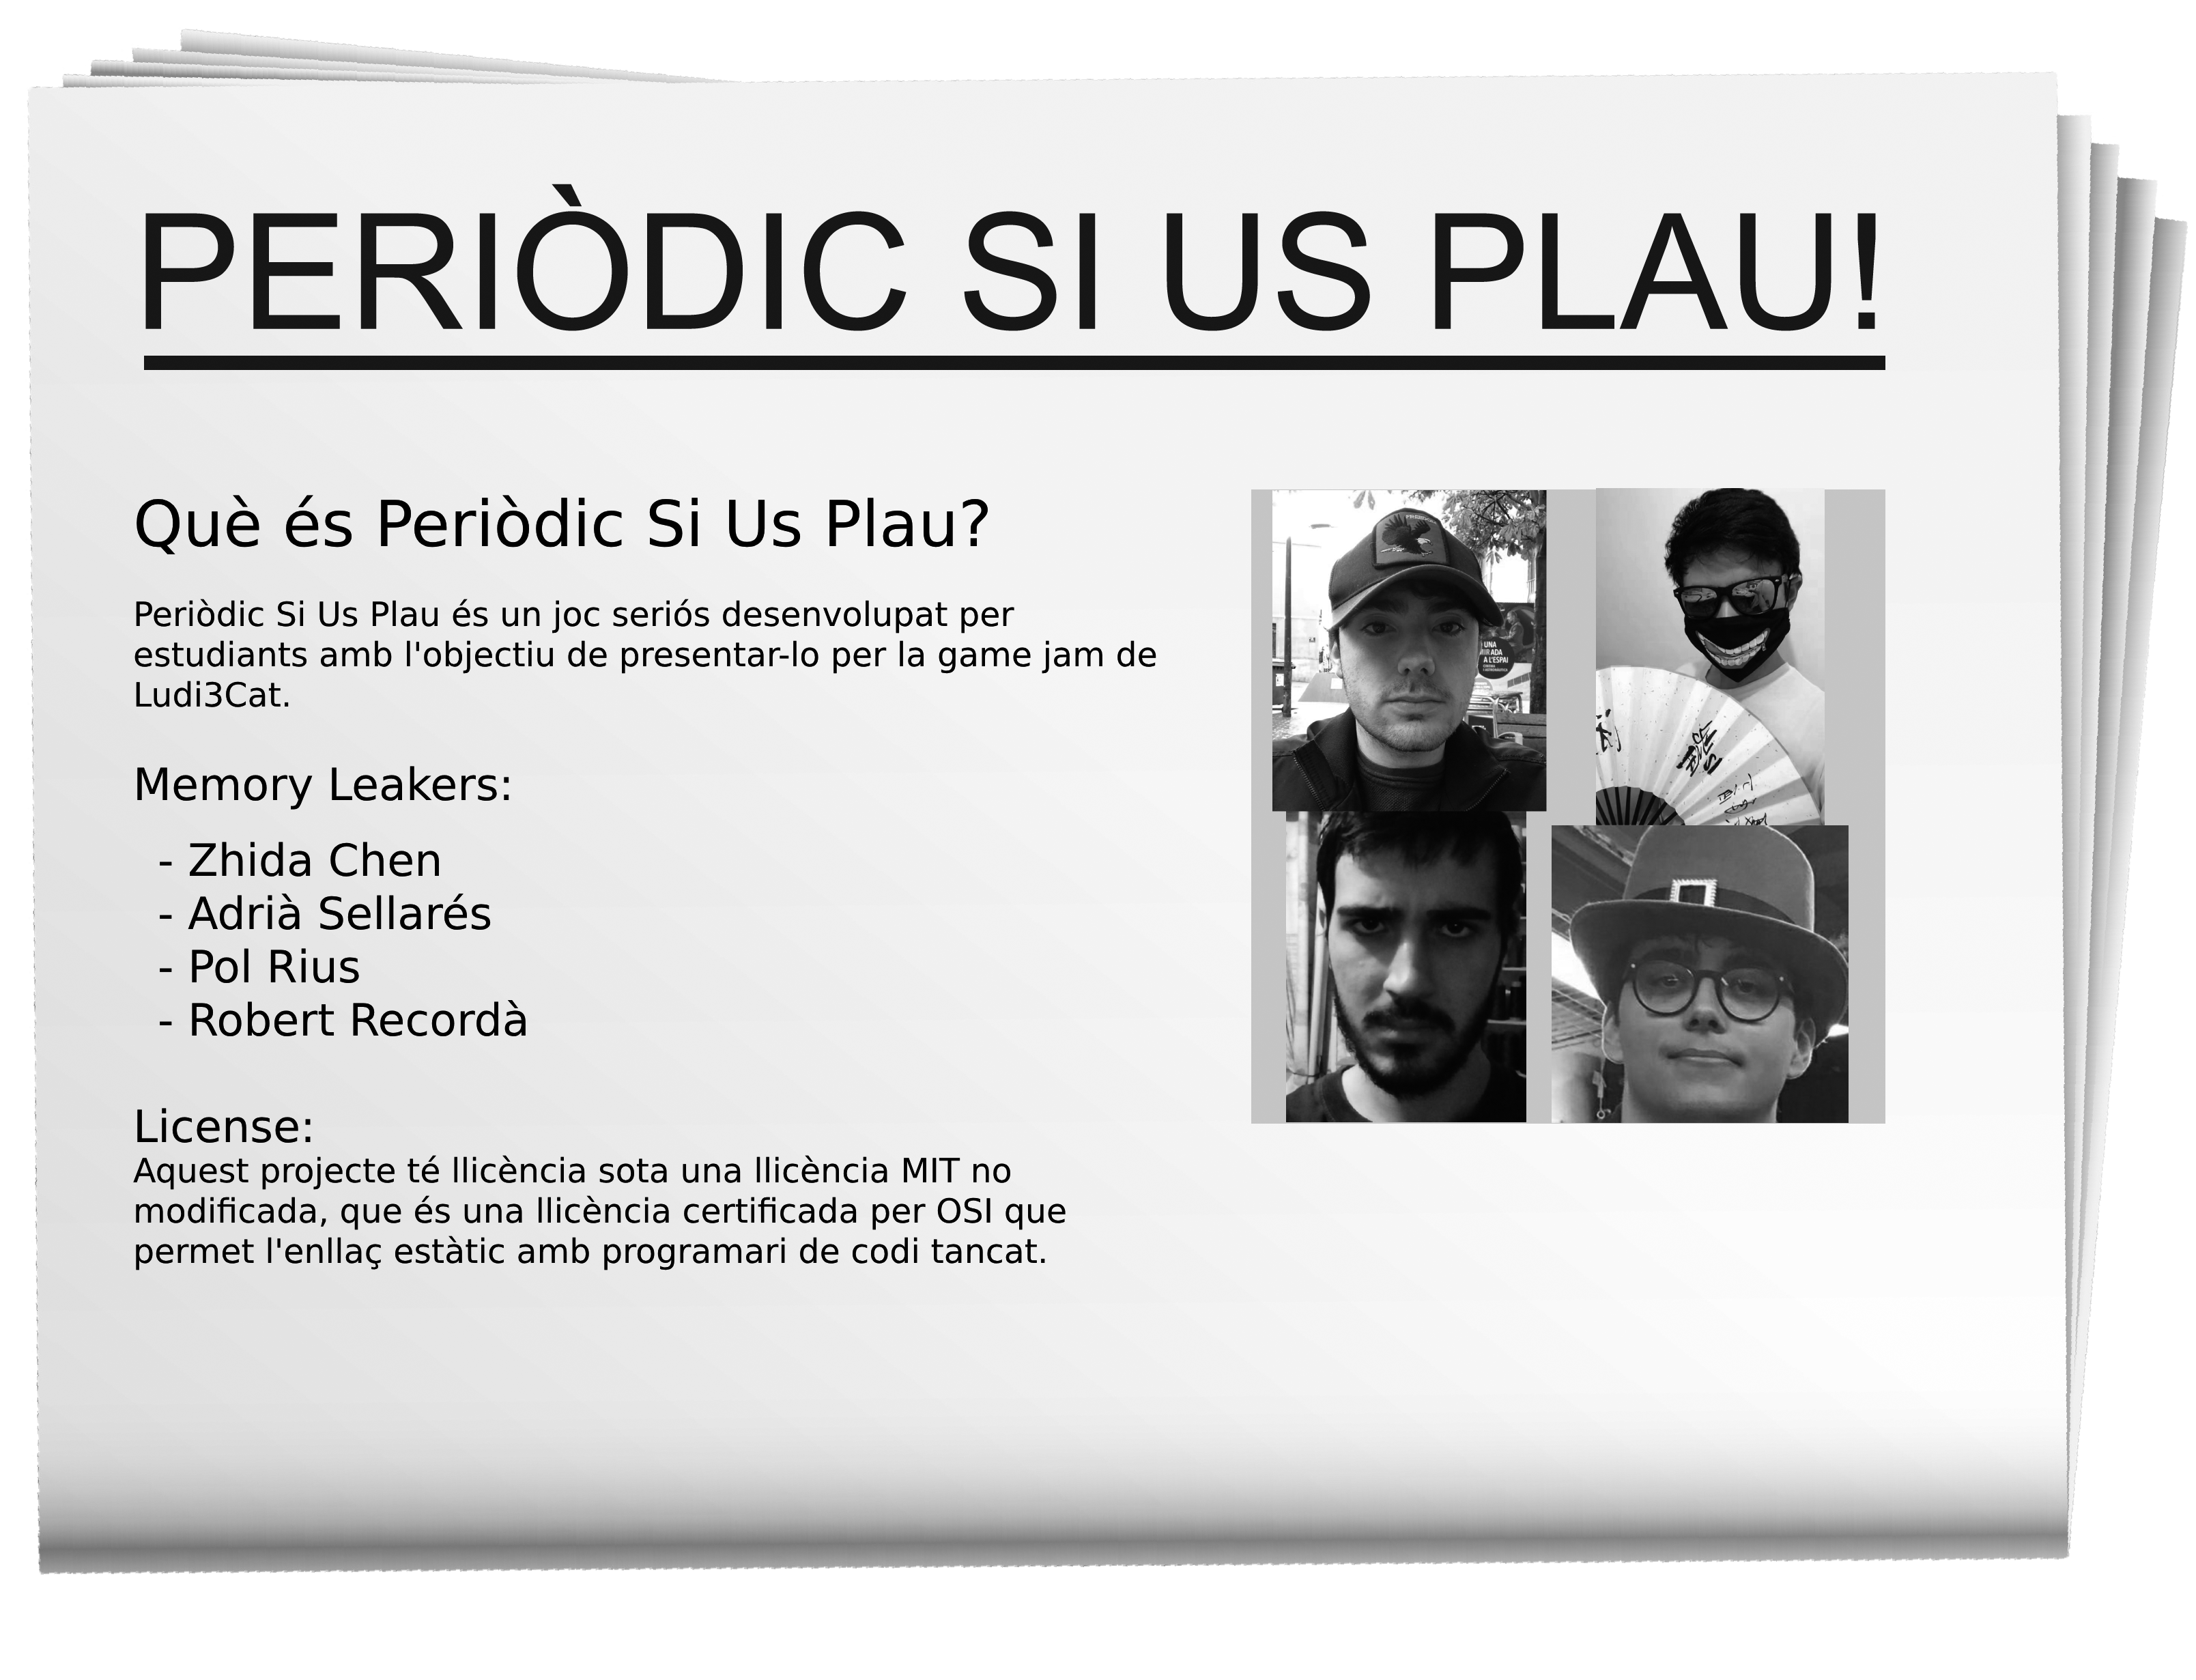 PERIÒDIC SI US PLAU!
Què és Periòdic Si Us Plau?
Periòdic Si Us Plau és un joc seriós desenvolupat per
estudiants amb l'objectiu de presentar-lo per la game jam de
Ludi3Cat.
Memory Leakers:
- Zhida Chen
- Adrià Sellarés
- Pol Rius
- Robert Recordà
License:
Aquest projecte té llicència sota una llicència MIT no
modificada, que és una llicència certificada per OSI que
permet l'enllaç estàtic amb programari de codi tancat.
UNA
A L'ESPAI